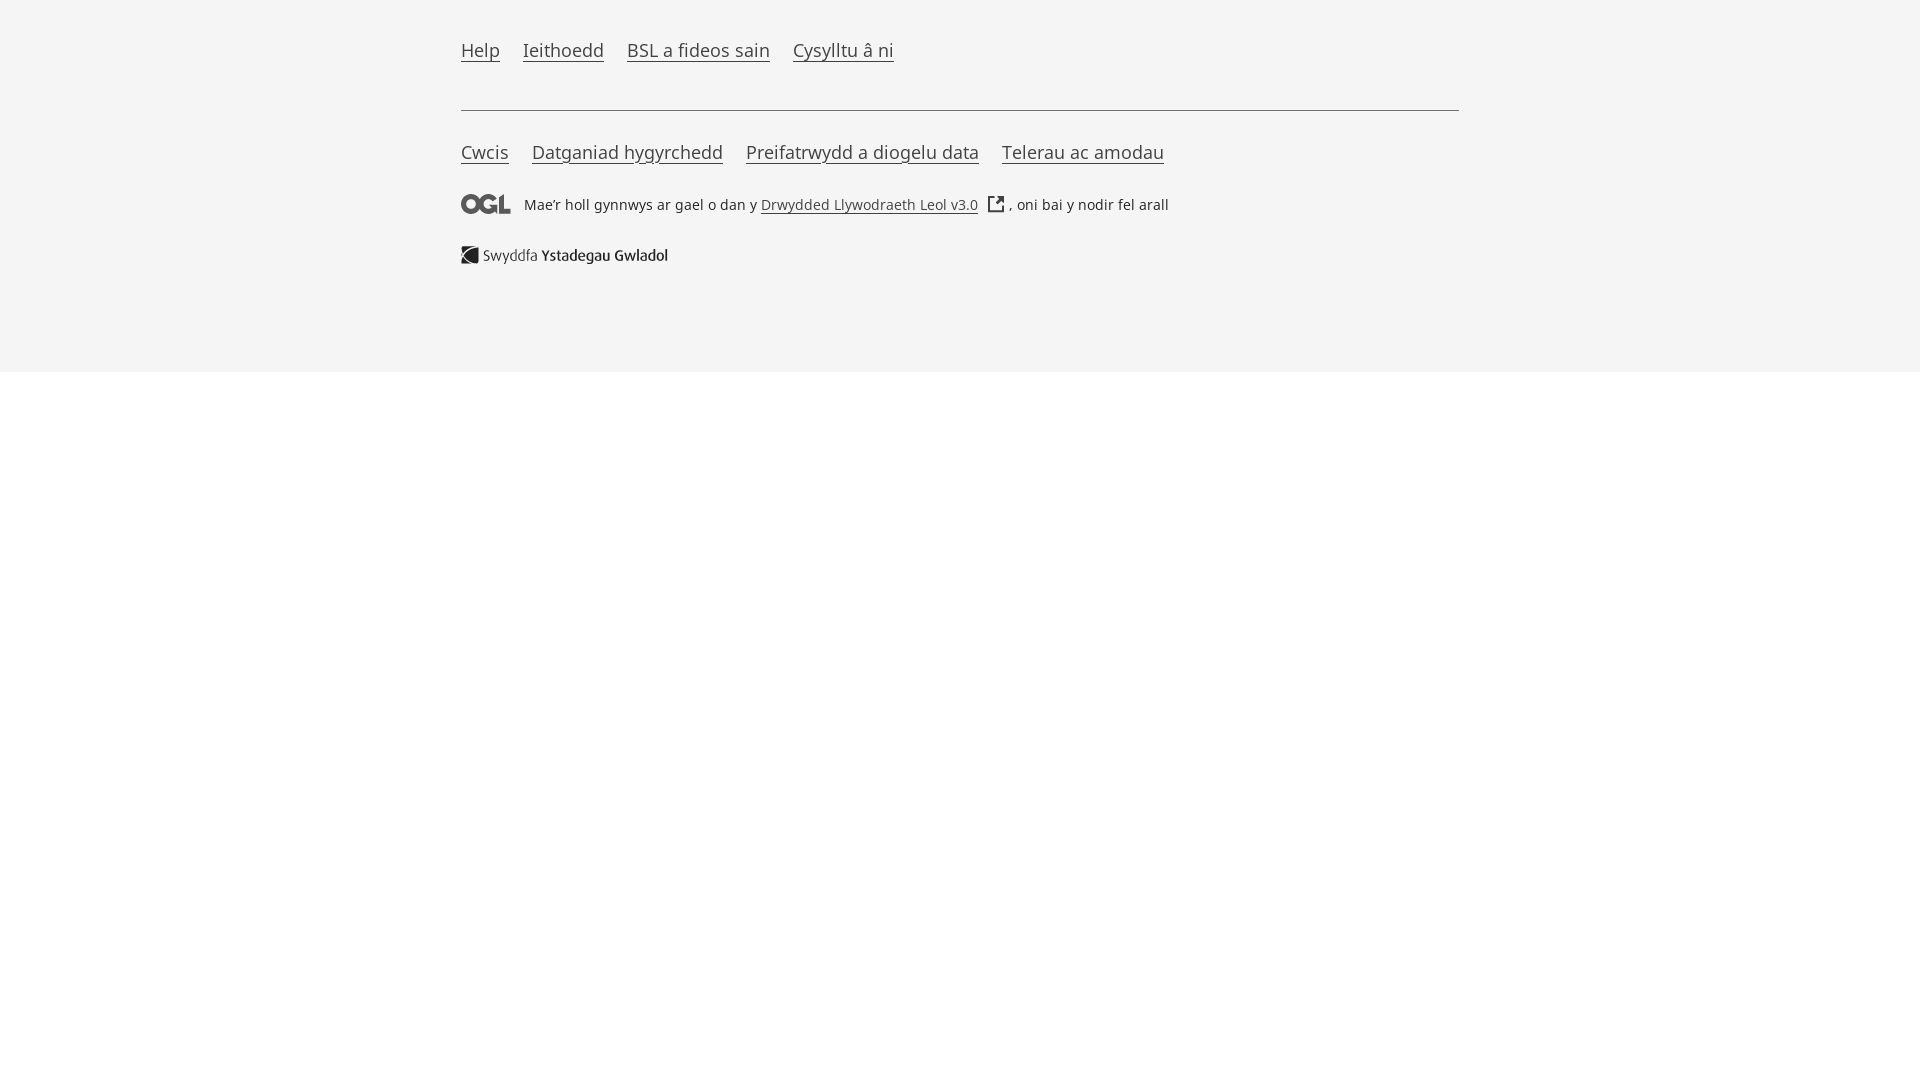 Help Ieithoedd BSL a fideos sain Cysylltu â ni
Cwcis Datganiad hygyrchedd Preifatrwydd a diogelu data Telerau ac amodau
OGL Mae’r holl gynnwys ar gael o dan y Drwydded Llywodraeth Leol v3.0 , oni bai y nodir fel arall
Swyddfa Ystadegau Gwladol